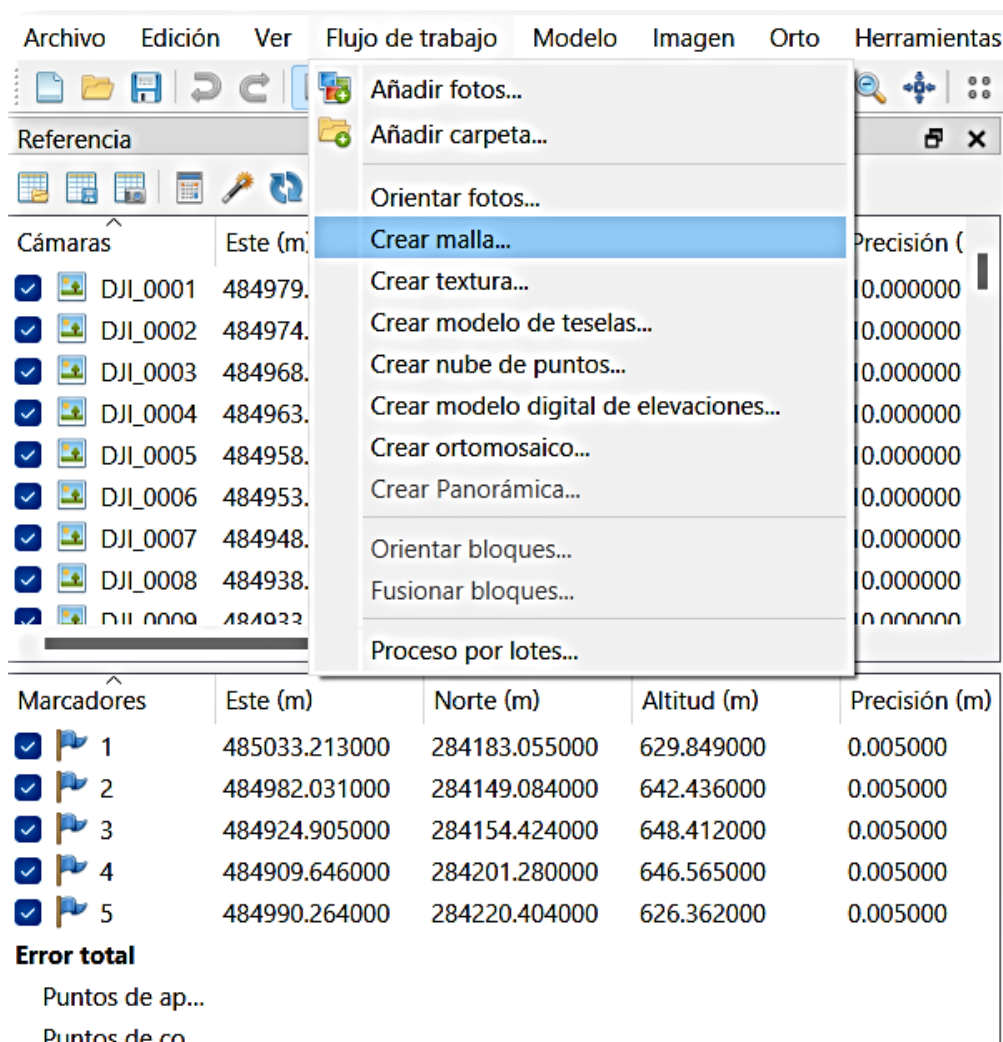 Archivo Edición Ver Flujo de trabajo Modelo Imagen Orto Herramientas
Añadir fotos...
Añadir carpeta...
Orientar fotos...
Crear malla...
Crear textura...
Crear modelo de teselas...
Crear nube de puntos...
Crear modelo digital de elevaciones...
Crear ortomosaico...
Crear Panorámica...
Orientar bloques...
Fusionar bloques...
Proceso por lotes...
Referencia
Cámaras Este (m) Precisión (
DJI_0001 484979. 10.000000
DJI_0002 484974. 10.000000
DJI_0003 484968. 10.000000
DJI_0004 484963. 10.000000
DJI_0005 484958. 10.000000
DJI_0006 484953. 10.000000
DJI_0007 484948. 10.000000
DJI_0008 484938. 10.000000
DJI_0009 484933 10.000000
Marcadores Este (m) Norte (m) Altitud (m) Precisión (m)
1 485033.213000 284183.055000 629.849000 0.005000
2 484982.031000 284149.084000 642.436000 0.005000
3 484924.905000 284154.424000 648.412000 0.005000
4 484909.646000 284201.280000 646.565000 0.005000
5 484990.264000 284220.404000 626.362000 0.005000
Error total
Puntos de ap...
Puntos de co